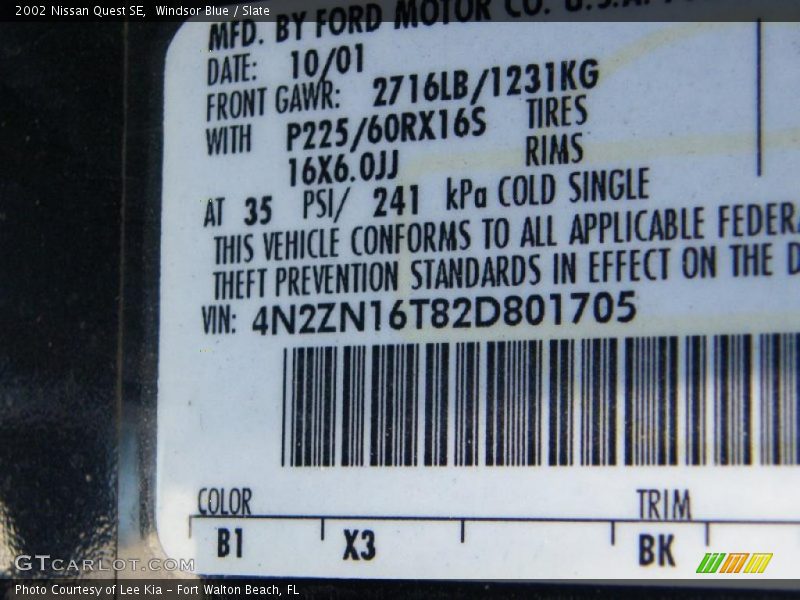 2002 Nissan Quest SE, Windsor Blue / Slate
MFD. BY FORD MOTOR CO.
DATE: 10/01
FRONT GAWR: 2716LB/1231KG
WITH P225/60RX16S TIRES
16X6.0JJ RIMS
AT 35 PSI/ 241 kPa COLD SINGLE
THIS VEHICLE CONFORMS TO ALL APPLICABLE FEDERA
THEFT PREVENTION STANDARDS IN EFFECT ON THE D
VIN: 4N2ZN16T82D801705
COLOR TRIM
B1 X3 BK
GTCARLOT.COM
Photo Courtesy of Lee Kia – Fort Walton Beach, FL